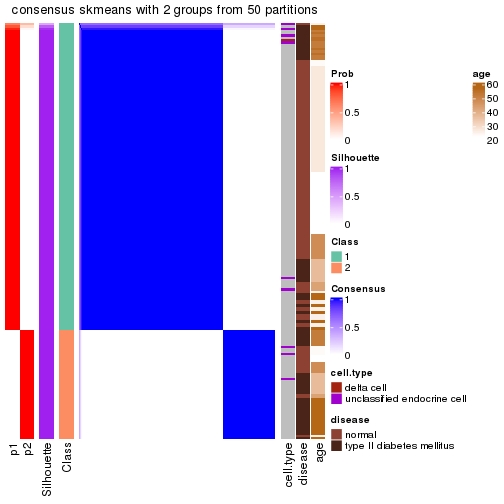 consensus skmeans with 2 groups from 50 partitions
Prob
1
0.5
0
age
60
50
40
30
20
Silhouette
1
0.5
0
Class
1
2
Consensus
1
0.5
0
cell.type
delta cell
unclassified endocrine cell
disease
normal
type II diabetes mellitus
p1
p2
Silhouette
Class
cell.type
disease
age